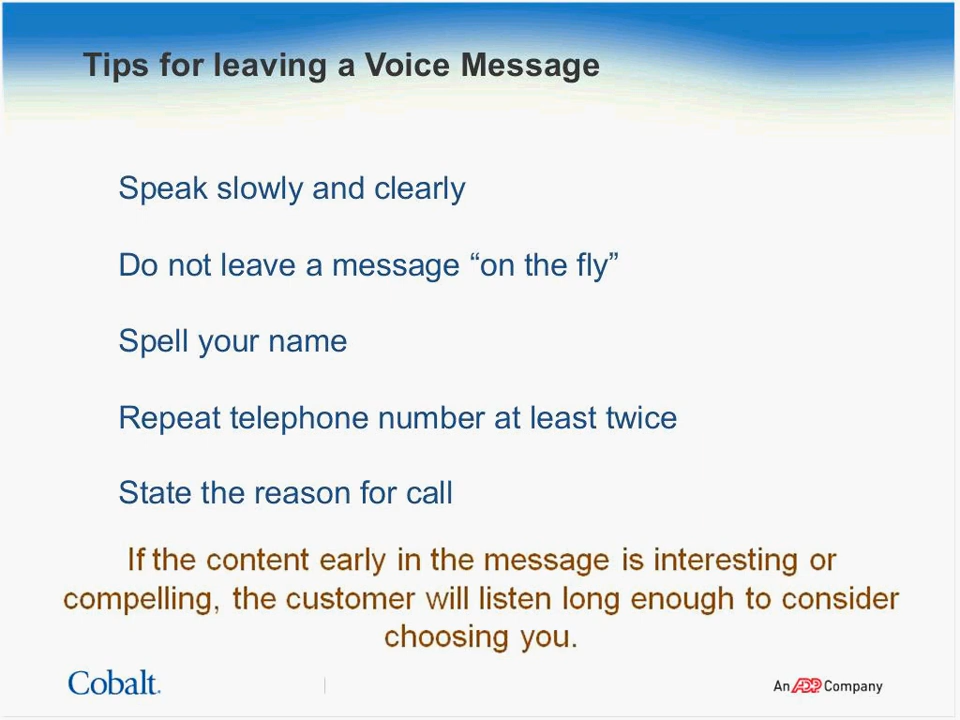 Tips for leaving a Voice Message
Speak slowly and clearly
Do not leave a message “on the fly”
Spell your name
Repeat telephone number at least twice
State the reason for call
If the content early in the message is interesting or
compelling, the customer will listen long enough to consider
choosing you.
Cobalt.
An ADP Company